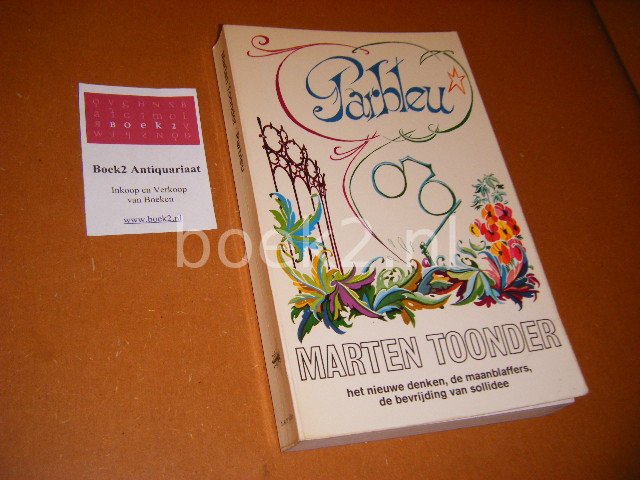 BOEK2
Boek2 Antiquariaat
Inkoop en Verkoop
van Boeken
www.boek2.nl
Parbleu
MARTEN TOONDER
het nieuwe denken, de maanblaffers,
de bevrijding van sollidee
boek2.nl